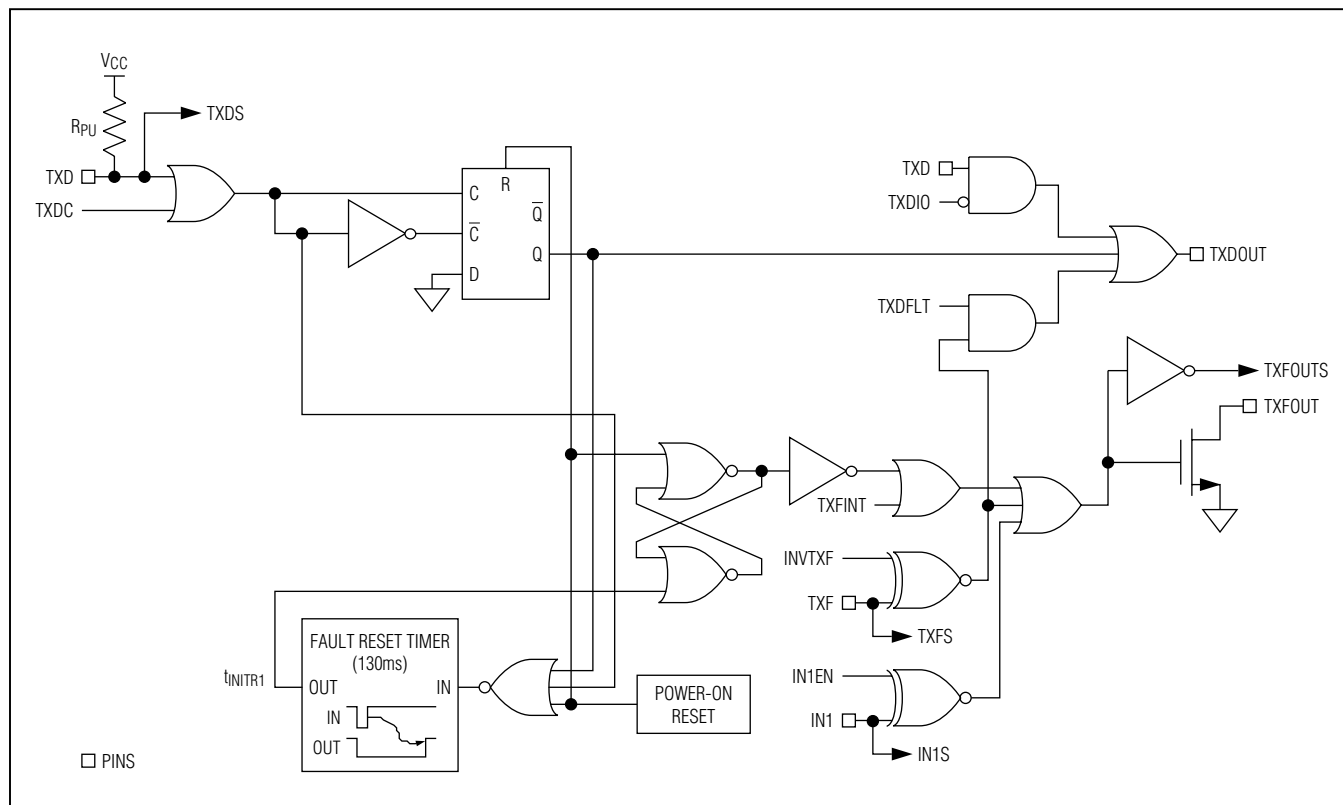 VCC
RPU
TXDS
TXD
TXDC
C
R
C
D
Q
Q
TXD
TXDIO
TXDOUT
TXDFLT
TXFOUTS
TXFOUT
TXFINT
INVTXF
TXF
TXFS
IN1EN
IN1
IN1S
FAULT RESET TIMER
(130ms)
tINITR1
OUT
IN
IN
OUT
POWER-ON
RESET
PINS